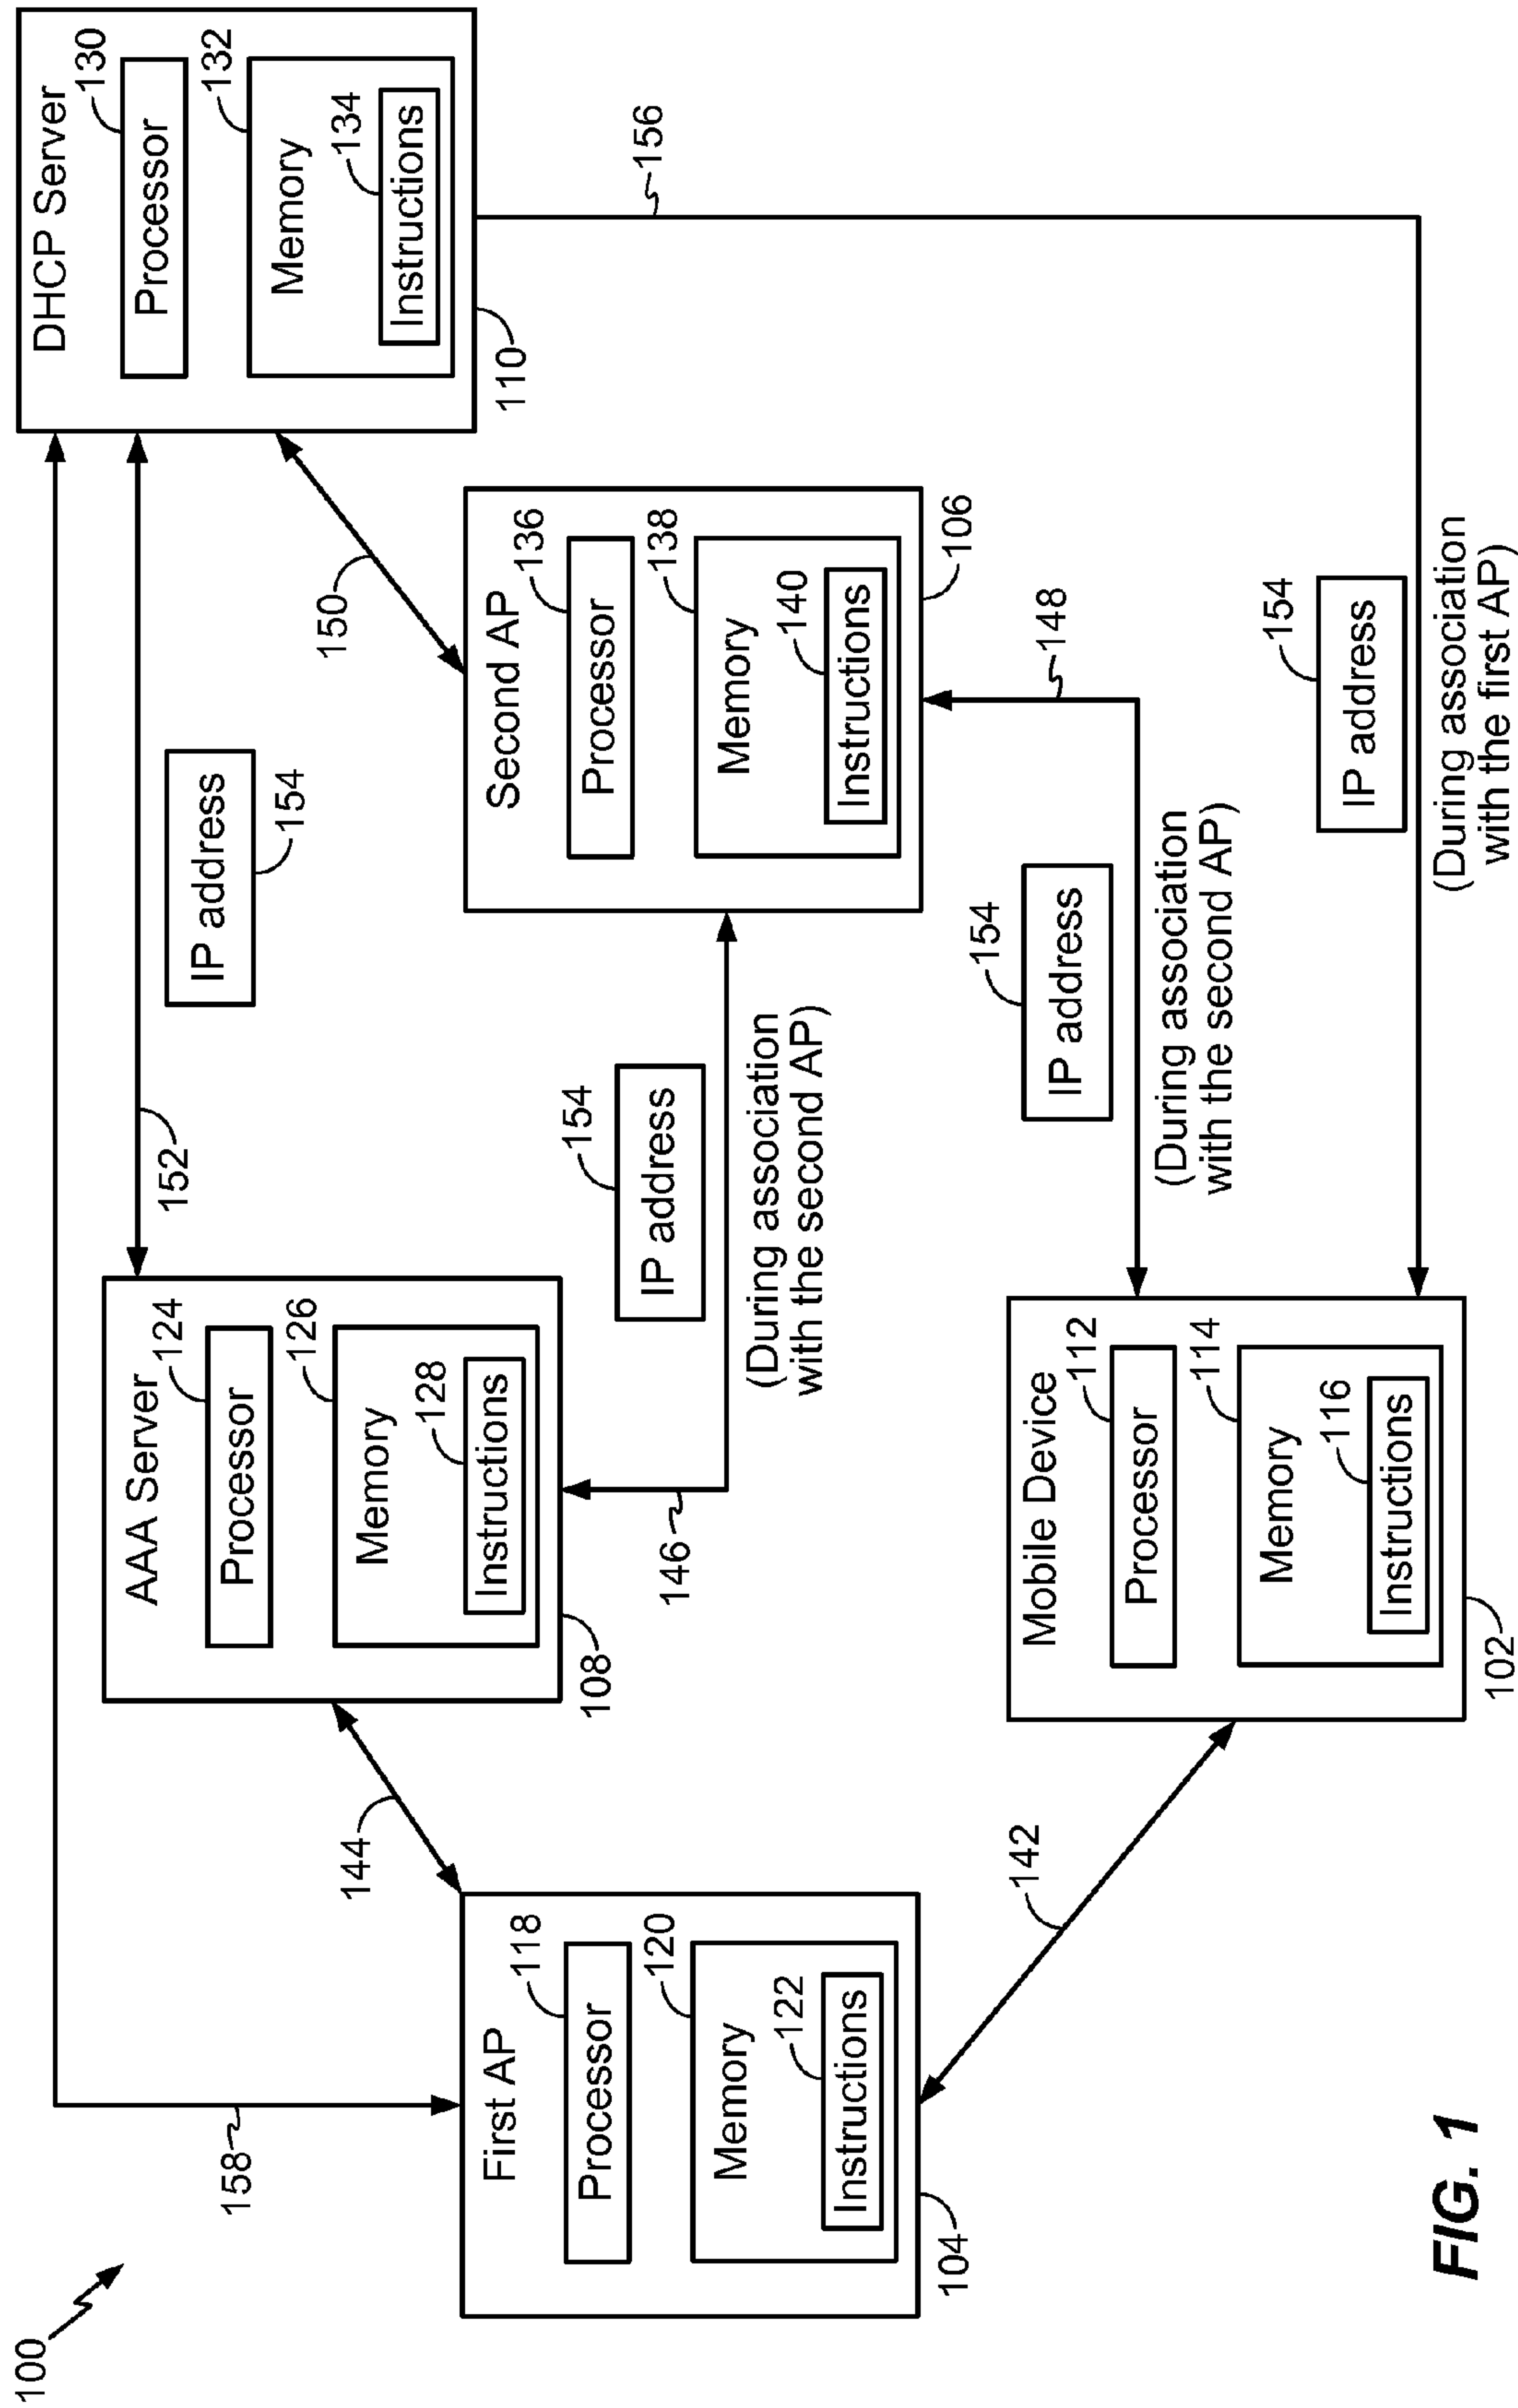 100
158
152
IP address
154
DHCP Server
Processor
130
Memory
132
Instructions
134
110
AAA Server
Processor
124
Memory
126
Instructions
128
108
144
146
IP address
154
(During association
with the second AP)
150
First AP
Processor
118
Memory
120
Instructions
122
104
Second AP
Processor
136
Memory
138
Instructions
140
106
156
148
142
IP address
154
(During association
with the second AP)
Mobile Device
Processor
112
Memory
114
Instructions
116
102
IP address
154
(During association
with the first AP)
FIG. 1